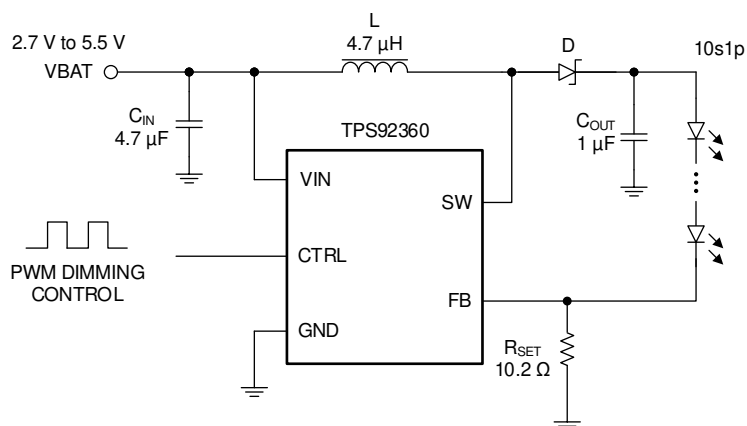 2.7 V to 5.5 V
VBAT
L
4.7 µH
D
10s1p
CIN
4.7 µF
TPS92360
COUT
1 µF
VIN
SW
CTRL
PWM DIMMING
CONTROL
FB
GND
RSET
10.2 Ω